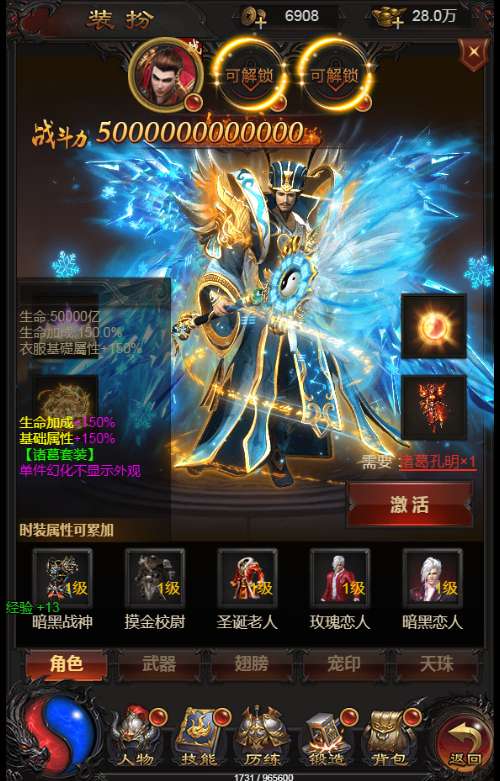 装扮
6908
28.0万
可解锁
可解锁
战斗力 5000000000000
生命 50000亿
生命加成 150.0%
衣服基礎属性+150%
生命加成+150%
基础属性+150%
【诸葛套装】
单件幻化不显示外观
需要 诸葛孔明×1
激活
时装属性可累加
1级
1级
1级
1级
1级
经验 +13
暗黑战神
摸金校尉
圣诞老人
玫瑰恋人
暗黑恋人
角色
武器
翅膀
宠印
天珠
人物
技能
历练
锻造
背包
返回
1731 / 965600